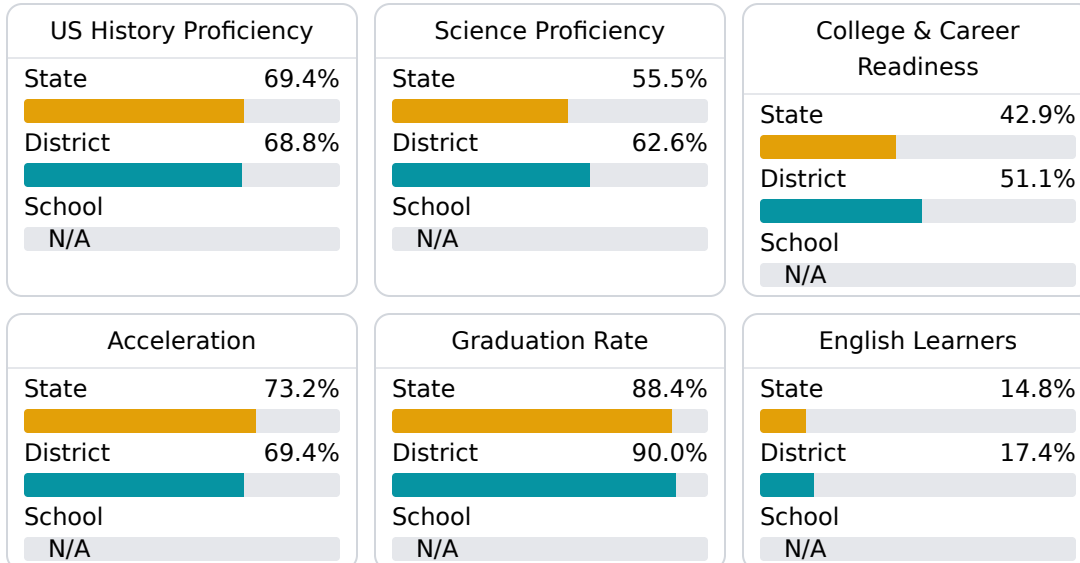 US History Proficiency
State 69.4%
District 68.8%
School
N/A
Science Proficiency
State 55.5%
District 62.6%
School
N/A
College & Career
Readiness
State 42.9%
District 51.1%
School
N/A
Acceleration
State 73.2%
District 69.4%
School
N/A
Graduation Rate
State 88.4%
District 90.0%
School
N/A
English Learners
State 14.8%
District 17.4%
School
N/A